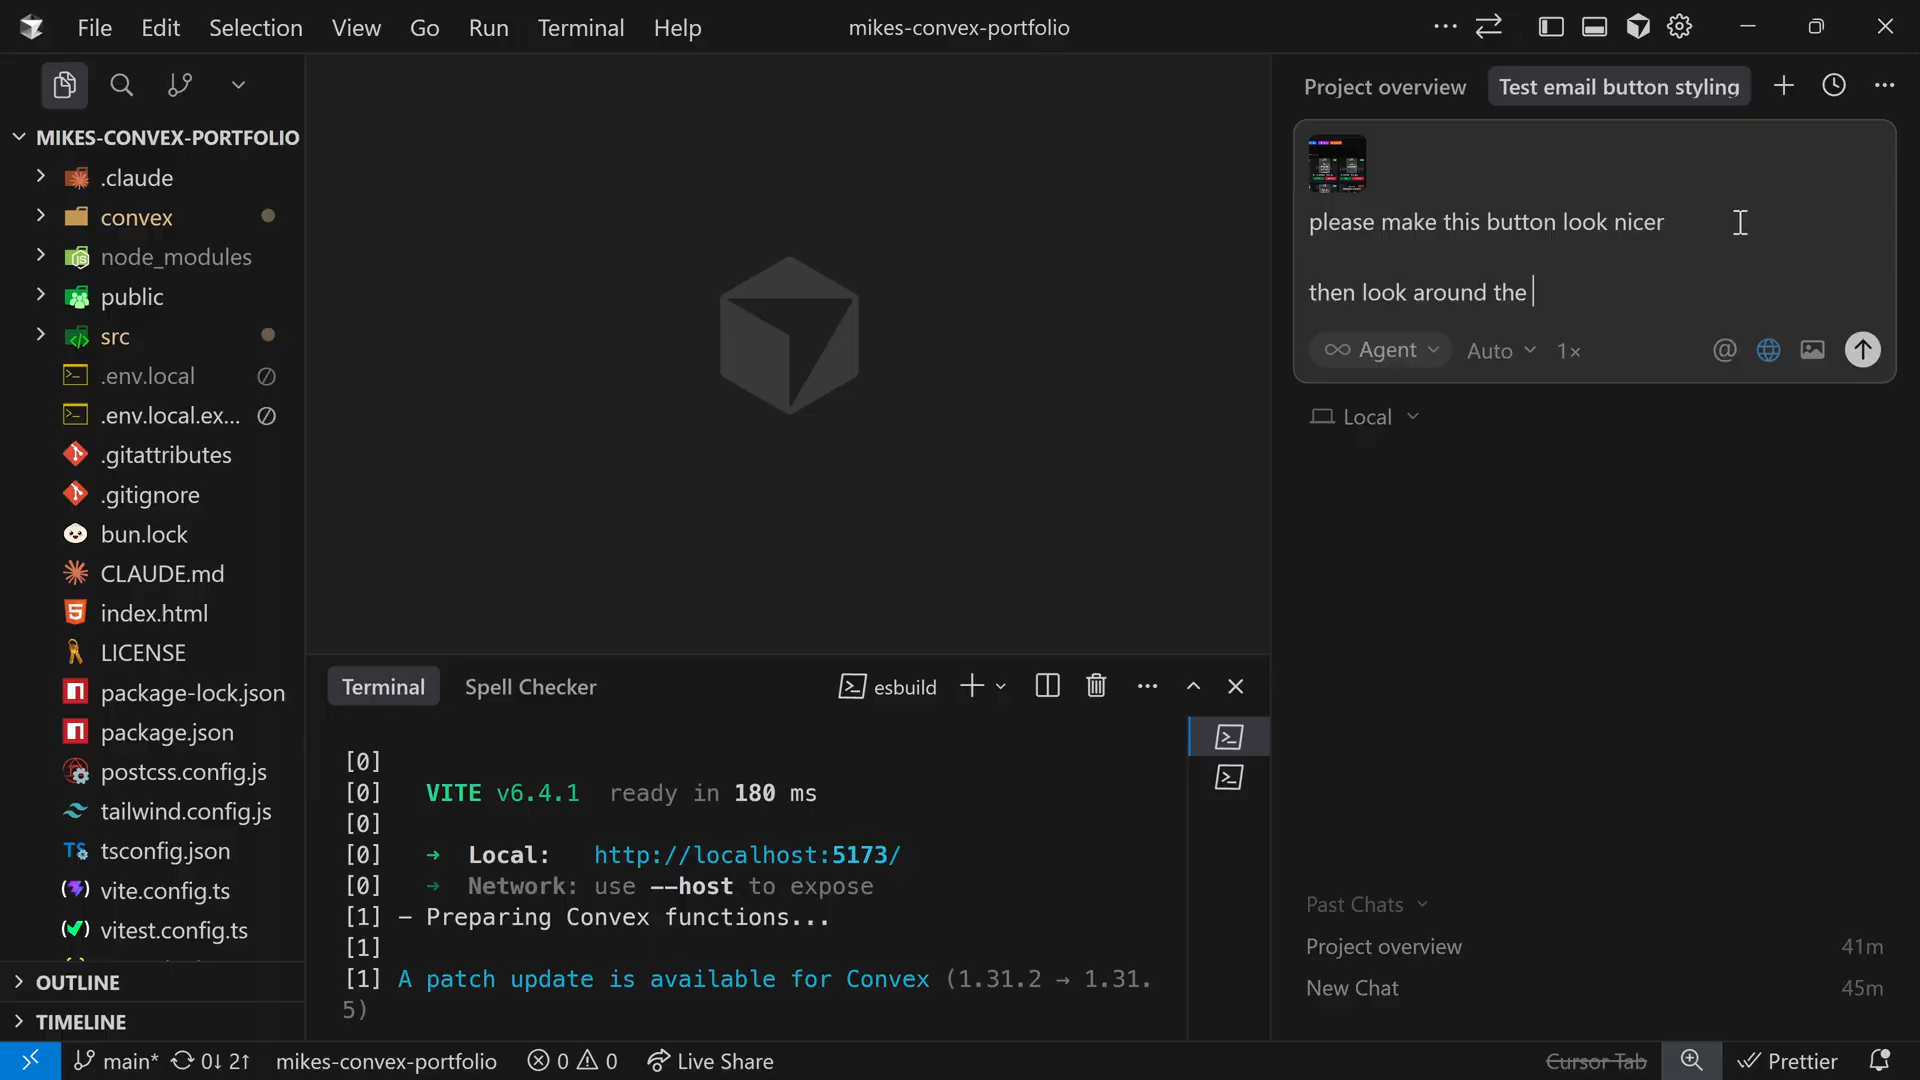 File Edit Selection View Go Run Terminal Help
mikes-convex-portfolio
MIKES-CONVEX-PORTFOLIO
.claude
convex
node_modules
public
src
.env.local
.env.local.ex...
.gitattributes
.gitignore
bun.lock
CLAUDE.md
index.html
LICENSE
package-lock.json
package.json
postcss.config.js
tailwind.config.js
tsconfig.json
vite.config.ts
vitest.config.ts
OUTLINE
TIMELINE
Terminal Spell Checker
esbuild
[0]
[0] VITE v6.4.1 ready in 180 ms
[0]
[0] ➜ Local: http://localhost:5173/
[0] ➜ Network: use --host to expose
[1] – Preparing Convex functions...
[1]
[1] A patch update is available for Convex (1.31.2 → 1.31.
5)
Project overview Test email button styling
please make this button look nicer
then look around the
Agent Auto 1×
Local
Past Chats
Project overview 41m
New Chat 45m
main* 0↓ 2↑ mikes-convex-portfolio 0 0 Live Share
Cursor Tab Prettier